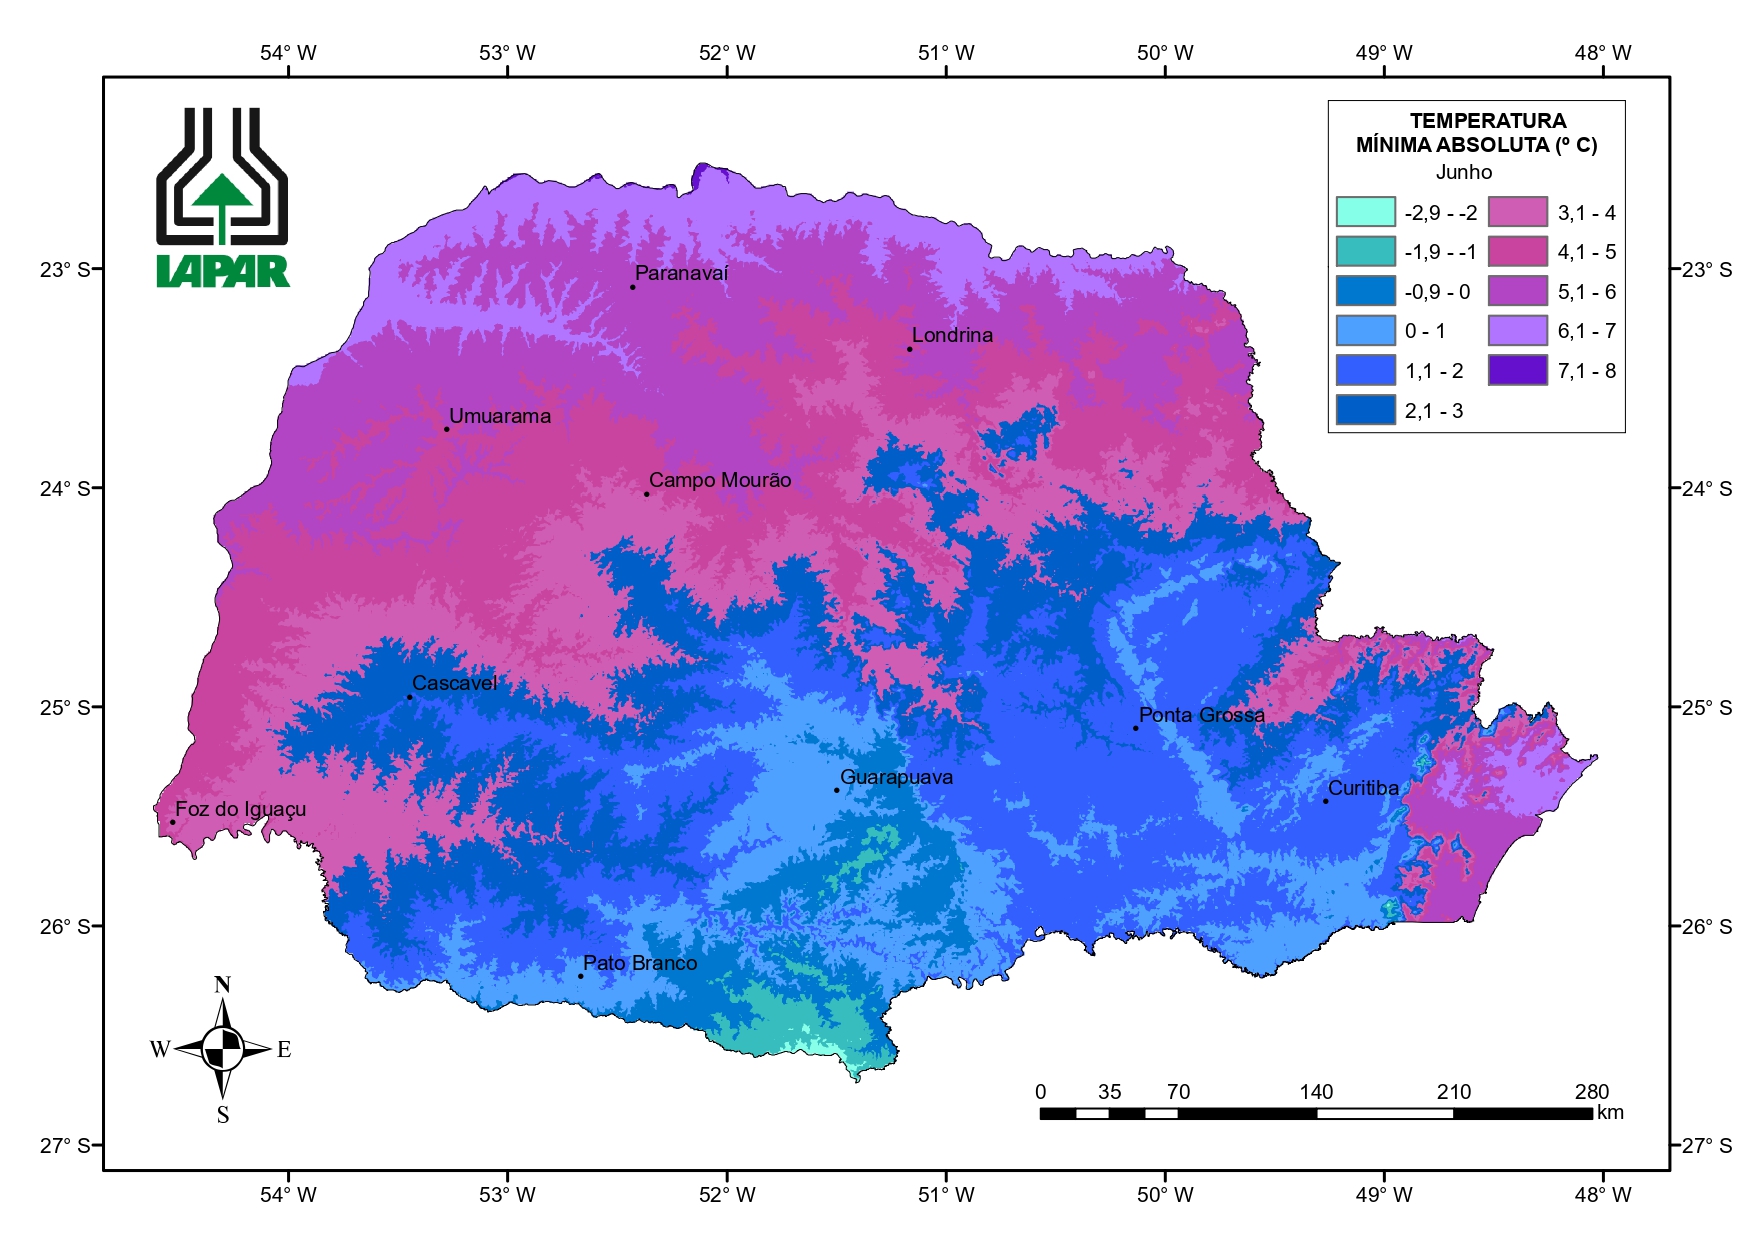 54° W 53° W 52° W 51° W 50° W 49° W 48° W
IAPAR
TEMPERATURA
MÍNIMA ABSOLUTA (º C)
Junho
-2,9 - -2 3,1 - 4
-1,9 - -1 4,1 - 5
-0,9 - 0 5,1 - 6
0 - 1 6,1 - 7
1,1 - 2 7,1 - 8
2,1 - 3
23° S 23° S
Paranavaí
Londrina
Umuarama
Campo Mourão
24° S 24° S
Cascavel
25° S 25° S
Ponta Grossa
Guarapuava
Curitiba
Foz do Iguaçu
26° S 26° S
Pato Branco
N
W E
S
0 35 70 140 210 280
km
27° S 27° S
54° W 53° W 52° W 51° W 50° W 49° W 48° W